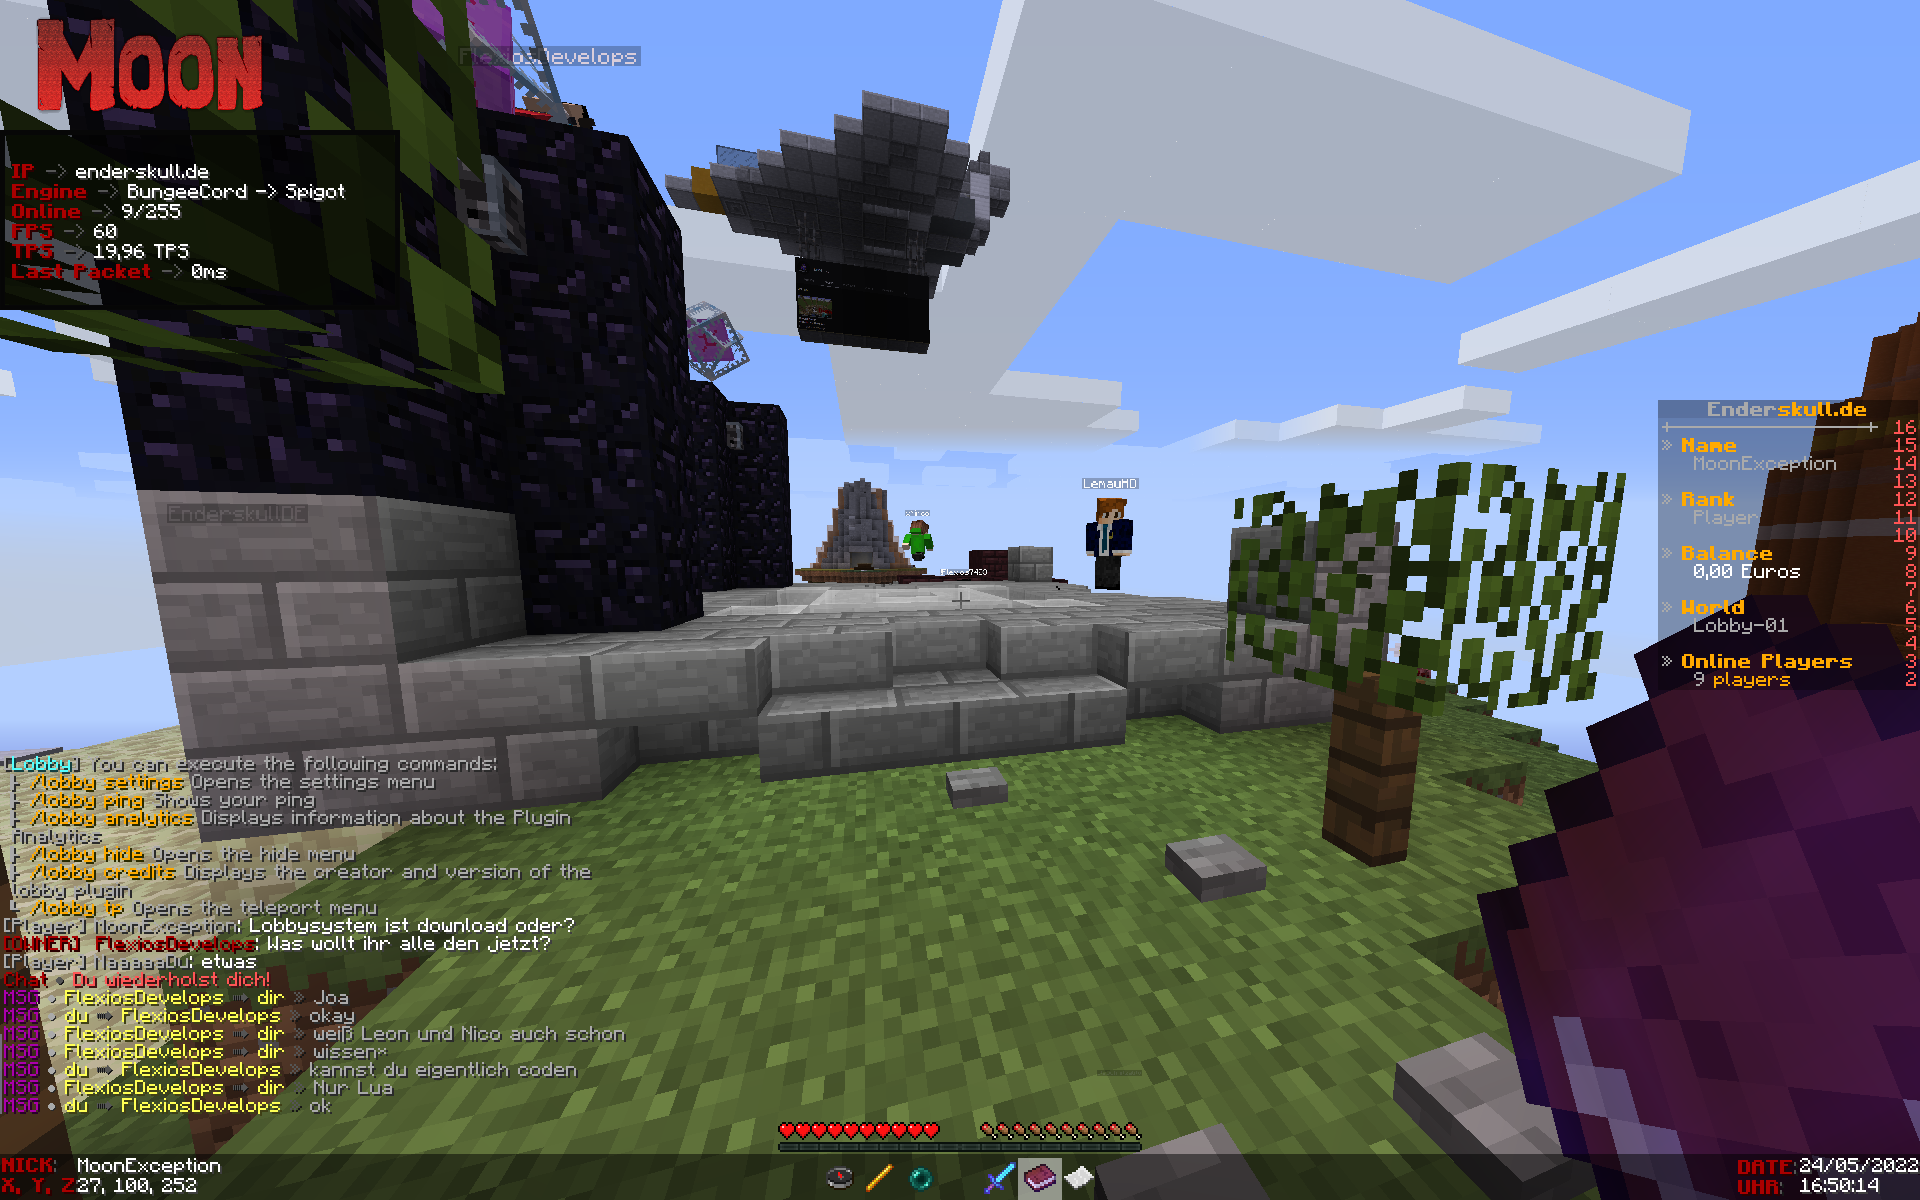 MOON
FlexiosDevelops
IP -> enderskull.de
Engine -> BungeeCord -> Spigot
Online -> 9/255
FPS -> 60
TPS -> 19,96 TPS
Last Packet -> 0ms
LemauHD
EnderskullDE
Enderskull.de
16
» Name 15
MoonException 14
13
» Rank 12
Player 11
10
» Balance 9
0,00 Euros 8
7
» World 6
Lobby-01 5
4
» Online Players 3
9 players 2
[Lobby] You can execute the following commands:
/lobby settings Opens the settings menu
/lobby ping Shows your ping
/lobby analytics Displays information about the Plugin
Analytics
/lobby hide Opens the hide menu
/lobby credits Displays the creator and version of the
lobby plugin
/lobby tp Opens the teleport menu
[Player] MoonException: Lobbysystem ist download oder?
[OWNER] FlexiosDevelops: Was wollt ihr alle den jetzt?
[Player] NaaaaaDu: etwas
Chat • Du wiederholst dich!
MSG • FlexiosDevelops ➡ dir » Joa
MSG • du ➡ FlexiosDevelops » okay
MSG • FlexiosDevelops ➡ dir » weiß Leon und Nico auch schon
MSG • FlexiosDevelops ➡ dir » wissen*
MSG • du ➡ FlexiosDevelops » kannst du eigentlich coden
MSG • FlexiosDevelops ➡ dir » Nur Lua
MSG • du ➡ FlexiosDevelops » ok
NICK: MoonException
X, Y, Z 27, 100, 252
DATE: 24/05/2022
UHR: 16:50:14